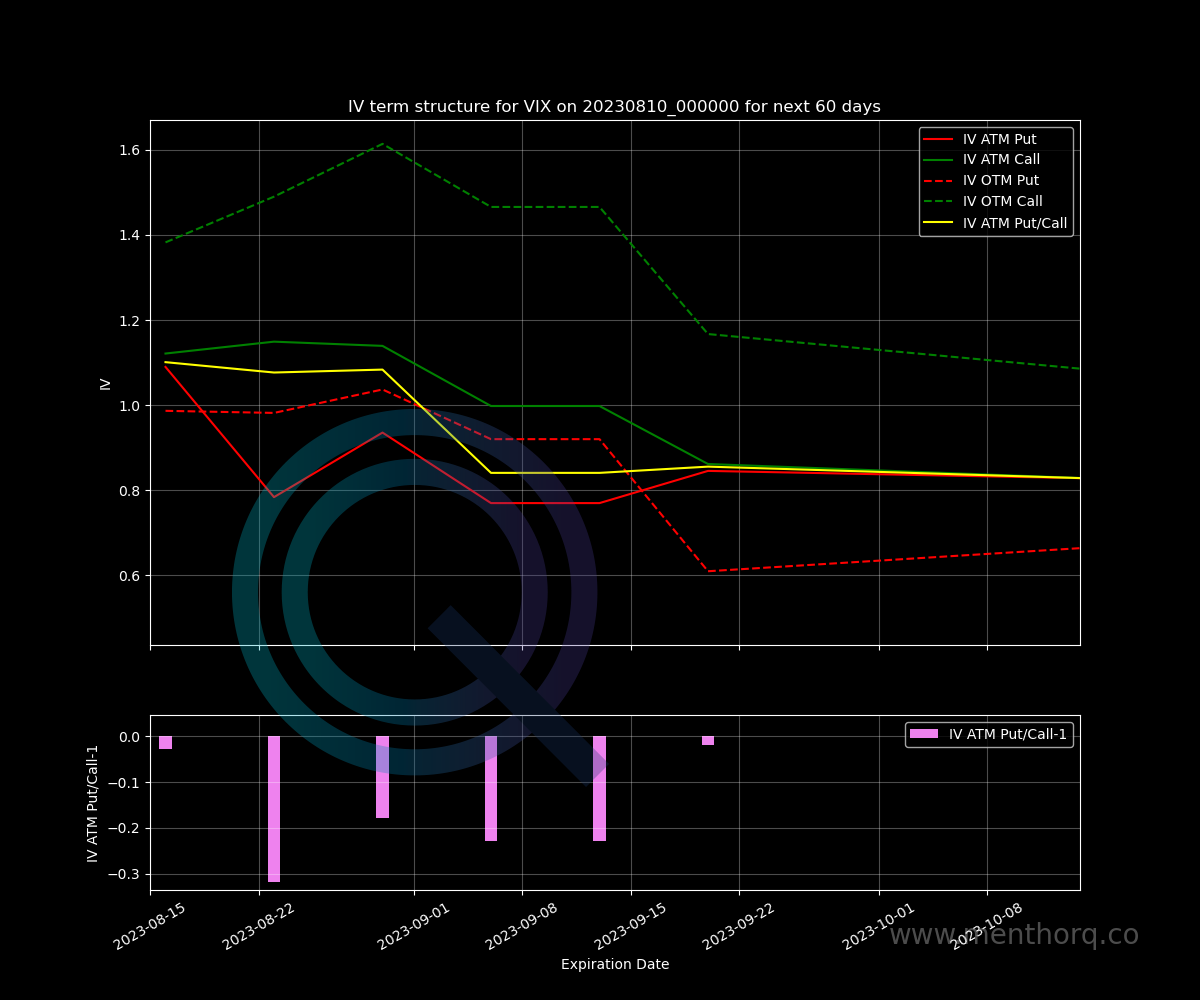 IV term structure for VIX on 20230810_000000 for next 60 days
IV
1.6
1.4
1.2
1.0
0.8
0.6
IV ATM Put
IV ATM Call
IV OTM Put
IV OTM Call
IV ATM Put/Call
IV ATM Put/Call-1
0.0
−0.1
−0.2
−0.3
IV ATM Put/Call-1
2023-08-15
2023-08-22
2023-09-01
2023-09-08
2023-09-15
2023-09-22
2023-10-01
2023-10-08
Expiration Date
www.menthorq.co